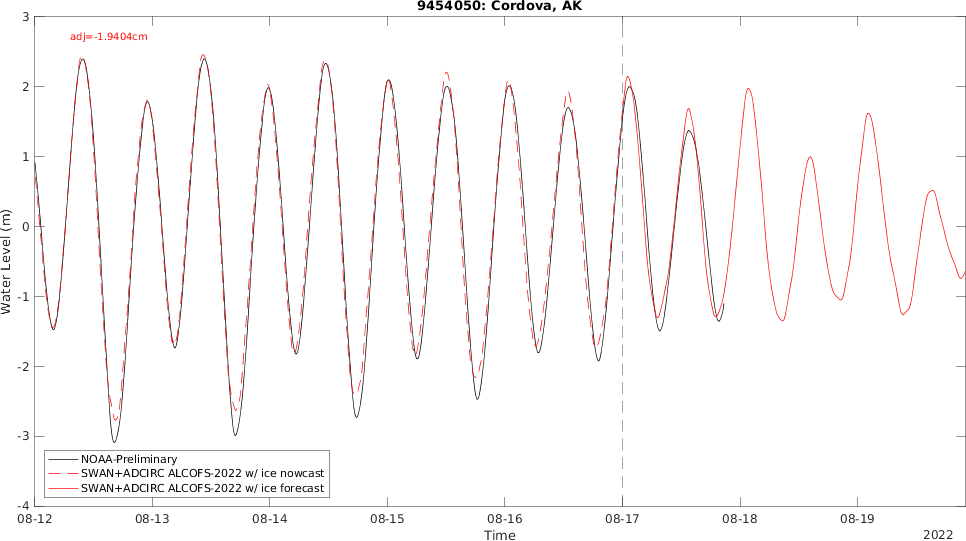 9454050: Cordova, AK
adj=-1.9404cm
3
2
1
0
-1
-2
-3
-4
Water Level (m)
NOAA-Preliminary
SWAN+ADCIRC ALCOFS-2022 w/ ice nowcast
SWAN+ADCIRC ALCOFS-2022 w/ ice forecast
08-12 08-13 08-14 08-15 08-16 08-17 08-18 08-19
Time
2022